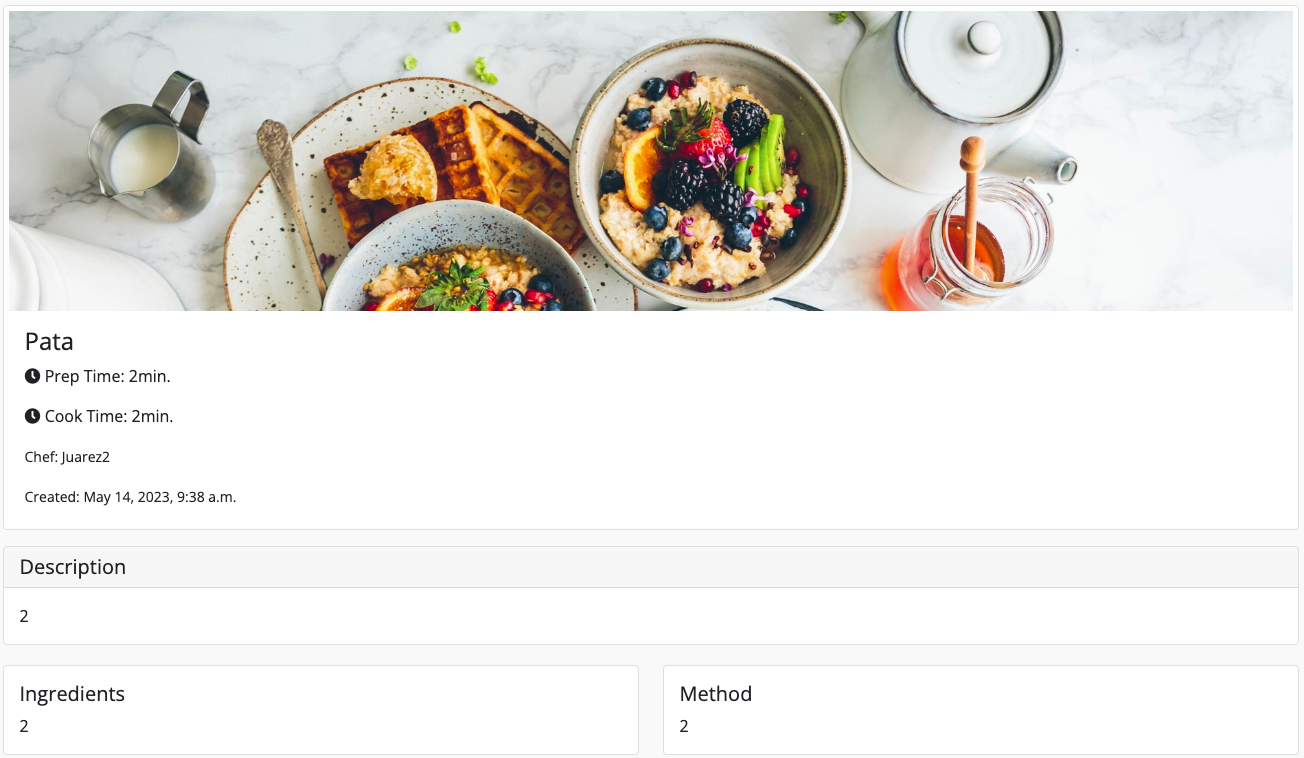 Pata
Prep Time: 2min.
Cook Time: 2min.
Chef: Juarez2
Created: May 14, 2023, 9:38 a.m.
Description
2
Ingredients
2
Method
2